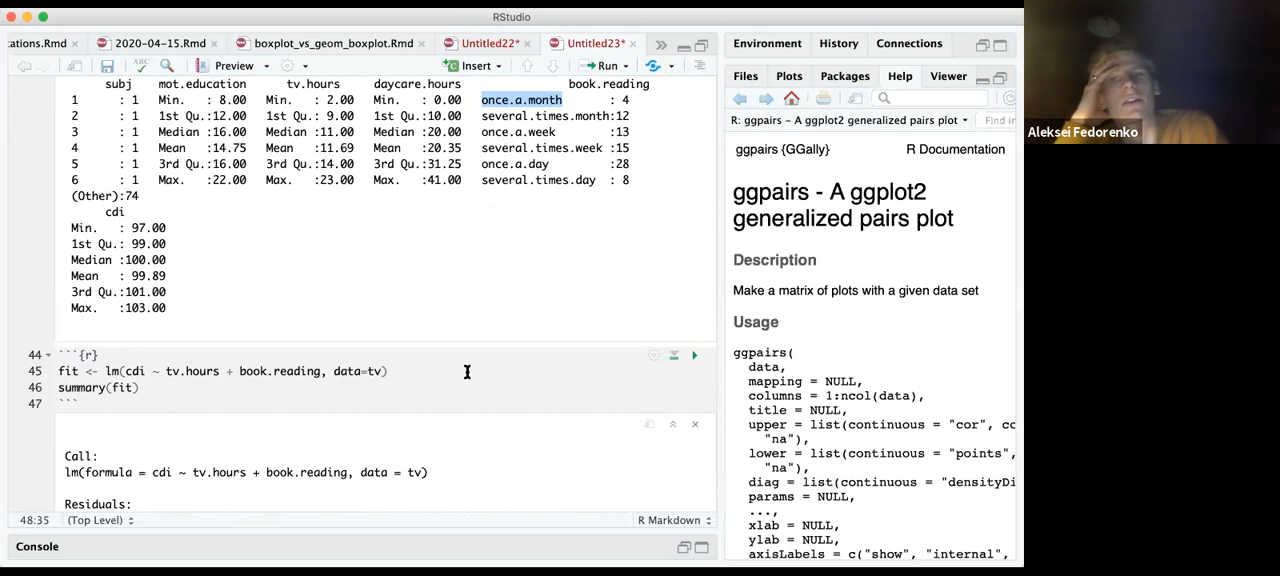 RStudio
cations.Rmd × 2020-04-15.Rmd × boxplot_vs_geom_boxplot.Rmd × Untitled22* × Untitled23* ×
ABC Preview Insert Run
subj mot.education tv.hours daycare.hours book.reading
1 : 1 Min. : 8.00 Min. : 2.00 Min. : 0.00 once.a.month : 4
2 : 1 1st Qu.:12.00 1st Qu.: 9.00 1st Qu.:10.00 several.times.month:12
3 : 1 Median :16.00 Median :11.00 Median :20.00 once.a.week :13
4 : 1 Mean :14.75 Mean :11.69 Mean :20.35 several.times.week :15
5 : 1 3rd Qu.:16.00 3rd Qu.:14.00 3rd Qu.:31.25 once.a.day :28
6 : 1 Max. :22.00 Max. :23.00 Max. :41.00 several.times.day : 8
(Other):74
cdi
Min. : 97.00
1st Qu.: 99.00
Median :100.00
Mean : 99.89
3rd Qu.:101.00
Max. :103.00
44 ```{r}
45 fit <- lm(cdi ~ tv.hours + book.reading, data=tv)
46 summary(fit)
47 ```
Call:
lm(formula = cdi ~ tv.hours + book.reading, data = tv)
Residuals:
48:35 (Top Level) R Markdown
Console
Environment History Connections
Files Plots Packages Help Viewer
R: ggpairs - A ggplot2 generalized pairs plot Find in
ggpairs {GGally} R Documentation
ggpairs - A ggplot2
generalized pairs plot
Description
Make a matrix of plots with a given data set
Usage
ggpairs(
data,
mapping = NULL,
columns = 1:ncol(data),
title = NULL,
upper = list(continuous = "cor", co
"na"),
lower = list(continuous = "points",
"na"),
diag = list(continuous = "densityDi
params = NULL,
...,
xlab = NULL,
ylab = NULL,
axisLabels = c("show", "internal",
Aleksei Fedorenko